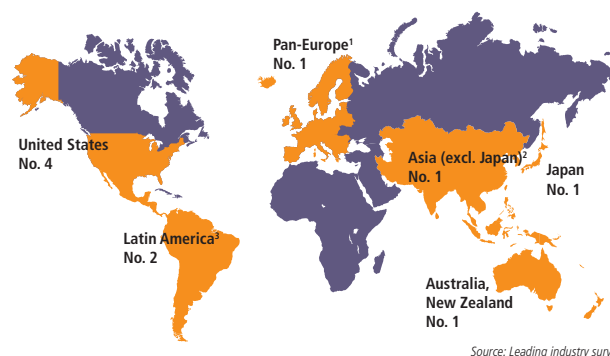 Pan-Europe¹
No. 1
United States
No. 4
Asia (excl. Japan)²
No. 1
Japan
No. 1
Latin America³
No. 2
Australia,
New Zealand
No. 1
Source: Leading industry